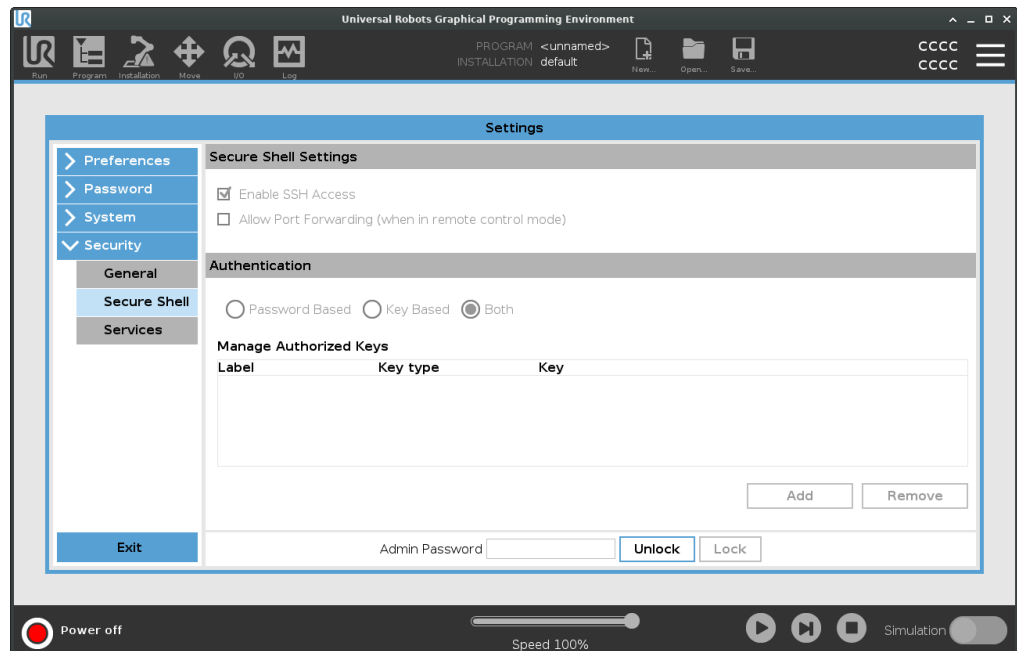 Universal Robots Graphical Programming Environment
UR
Run
Program
Installation
Move
I/O
Log
PROGRAM <unnamed>
INSTALLATION default
New...
Open...
Save...
CCCC
CCCC
Settings
Preferences
Password
System
Security
General
Secure Shell
Services
Exit
Secure Shell Settings
Enable SSH Access
Allow Port Forwarding (when in remote control mode)
Authentication
Password Based Key Based Both
Manage Authorized Keys
Label Key type Key
Add Remove
Admin Password Unlock Lock
Power off
Speed 100%
Simulation